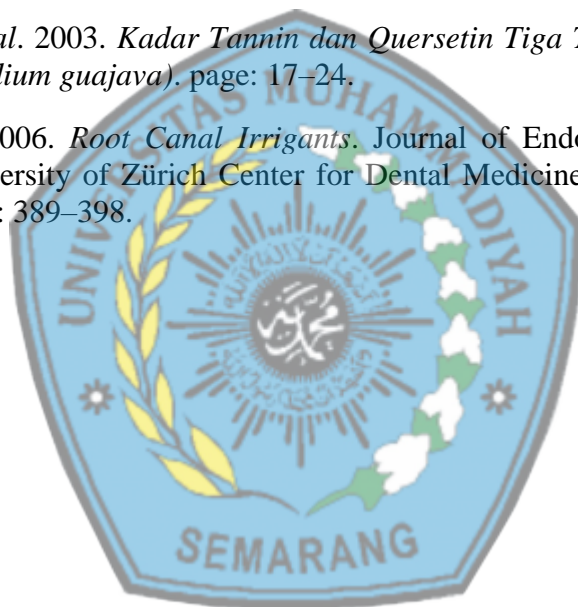 al. 2003. Kadar Tannin dan Quersetin Tiga T
dium guajava). page: 17–24.
006. Root Canal Irrigants. Journal of Endo
ersity of Zürich Center for Dental Medicine
: 389–398.
UNIVERSITAS MUHAMMADIYAH
SEMARANG